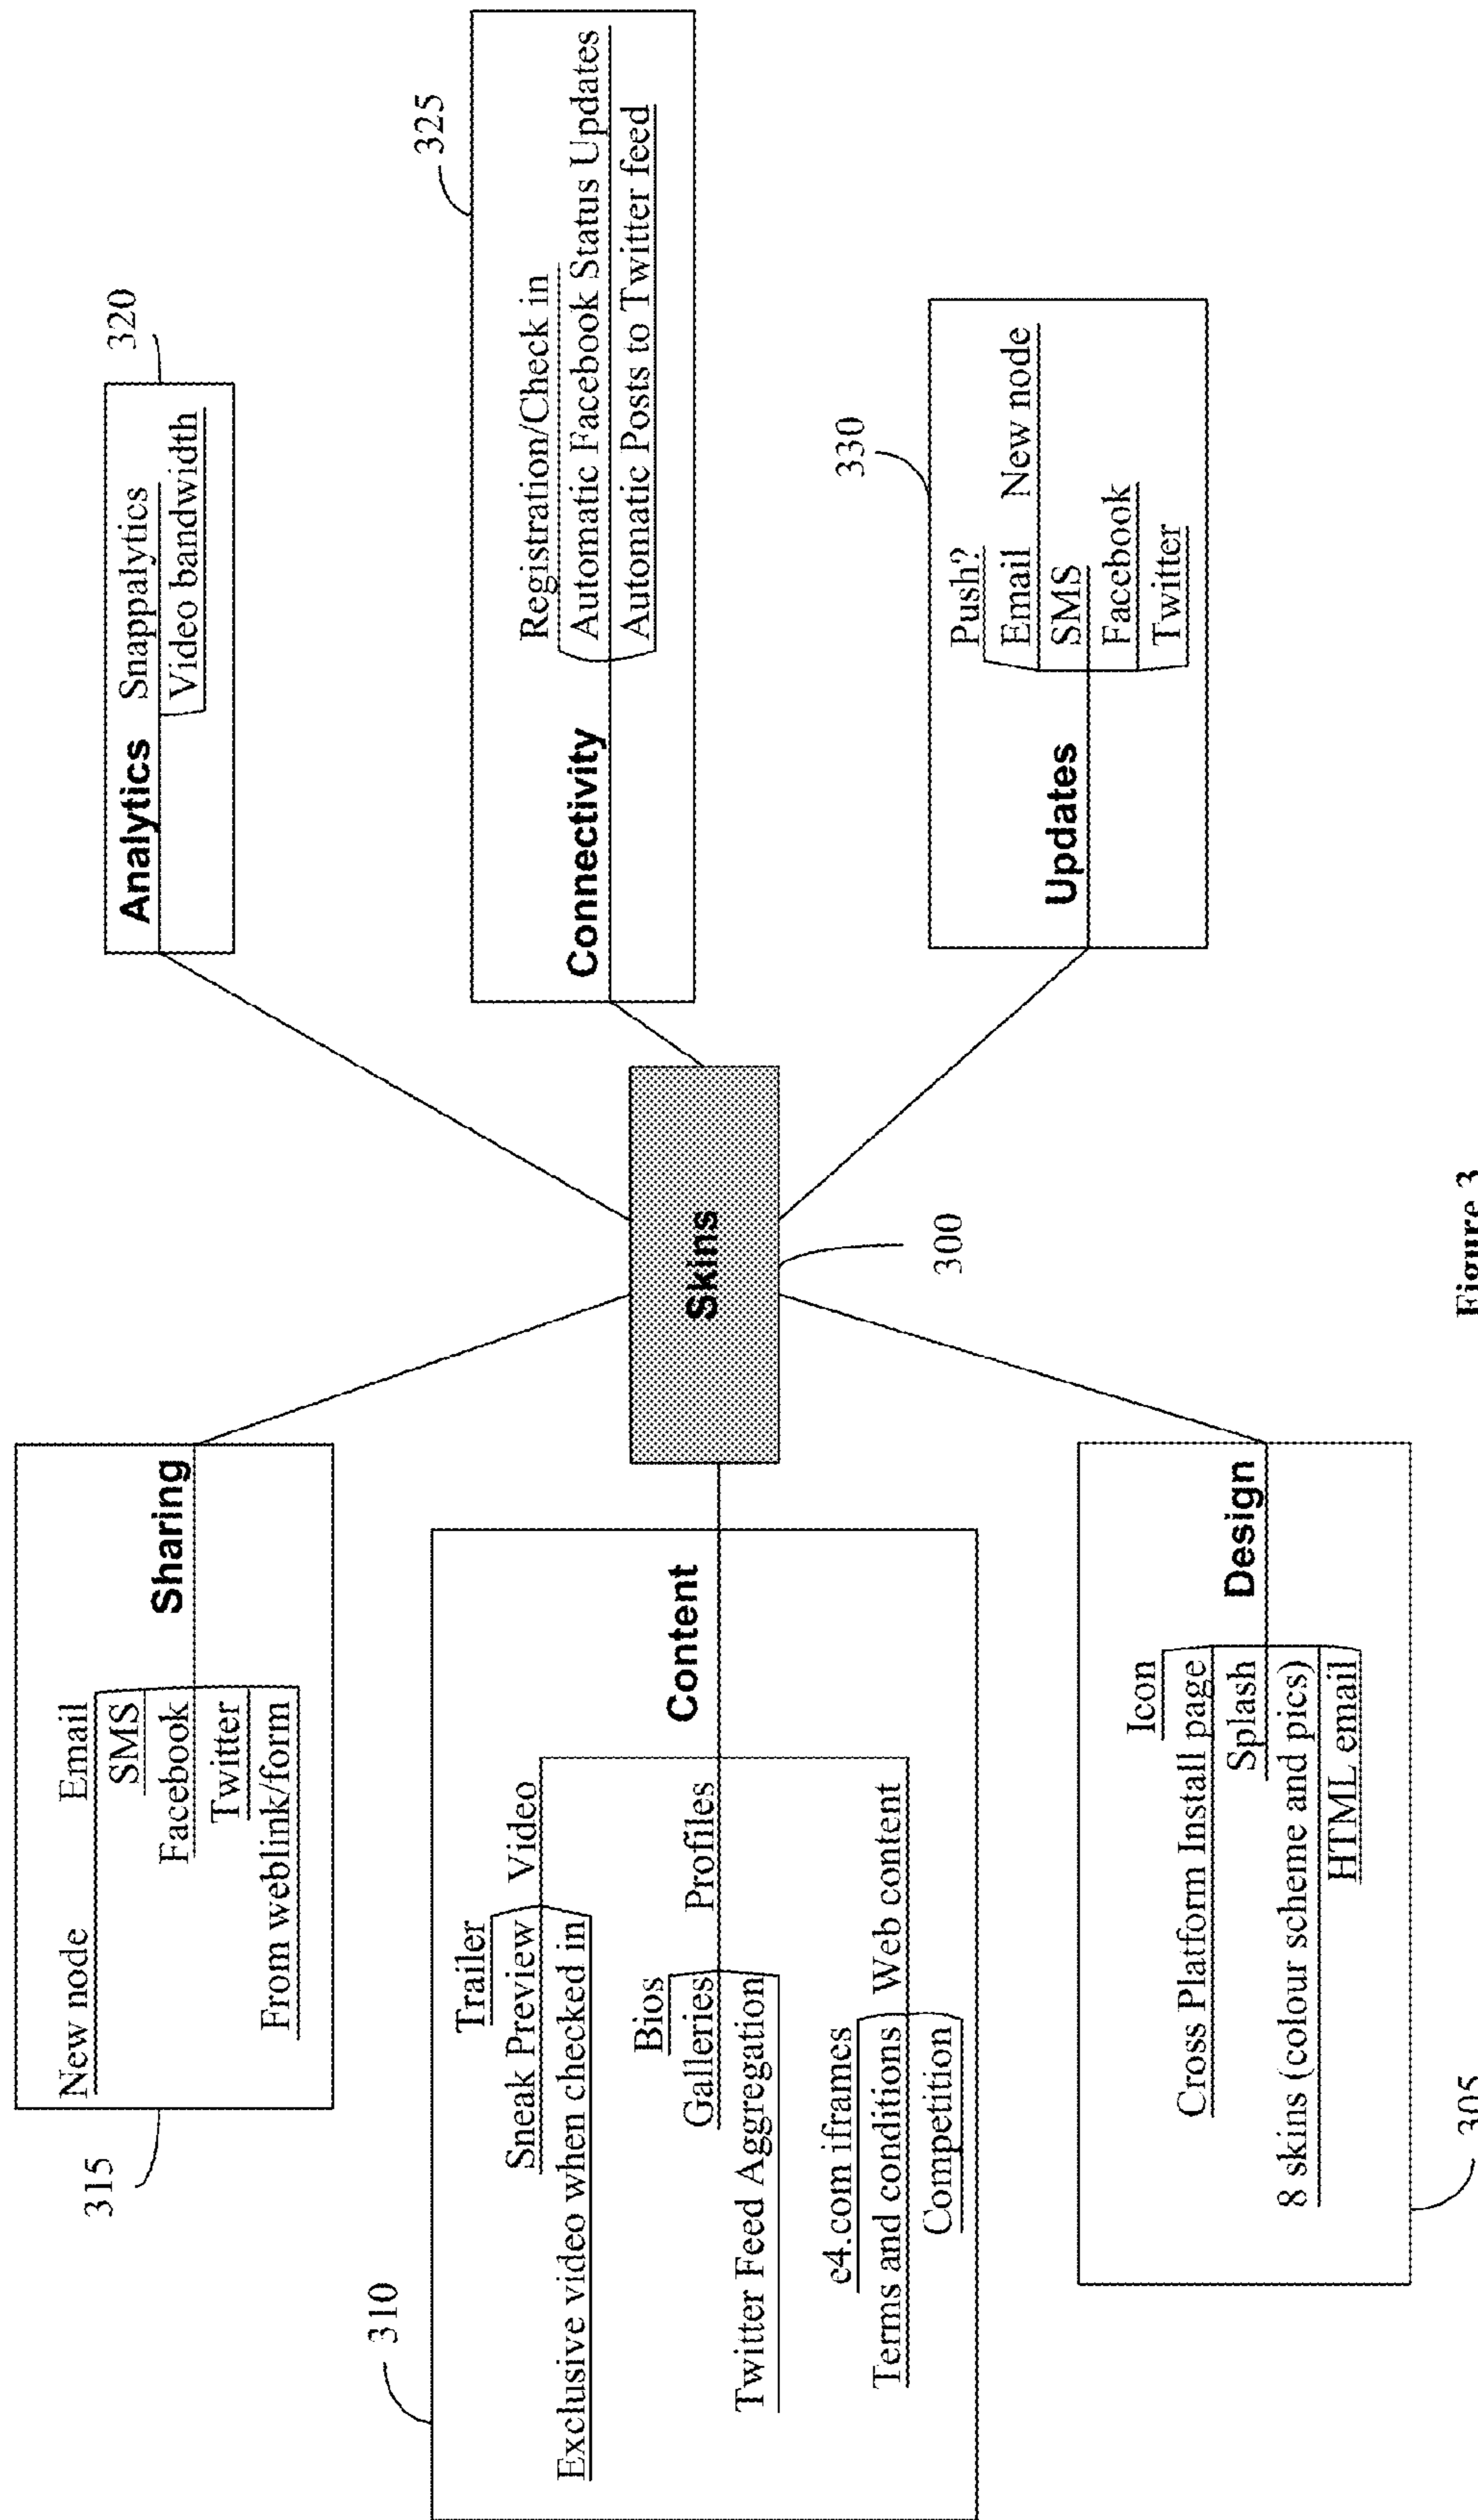 315
New node Email
SMS
Facebook
Twitter
From weblink/form
Sharing
310
Trailer
Sneak Preview Video
Exclusive video when checked in
Bios
Galleries Profiles
Twitter Feed Aggregation
e4.com iframes
Terms and conditions Web content
Competition
Content
Icon
Cross Platform Install page
Splash
8 skins (colour scheme and pics)
HTML email
Design
305
Skins
300
320
Analytics Snappalytics
Video bandwidth
325
Registration/Check in
Connectivity Automatic Facebook Status Updates
Automatic Posts to Twitter feed
330
Push?
Email New node
Updates SMS
Facebook
Twitter
Figure 3